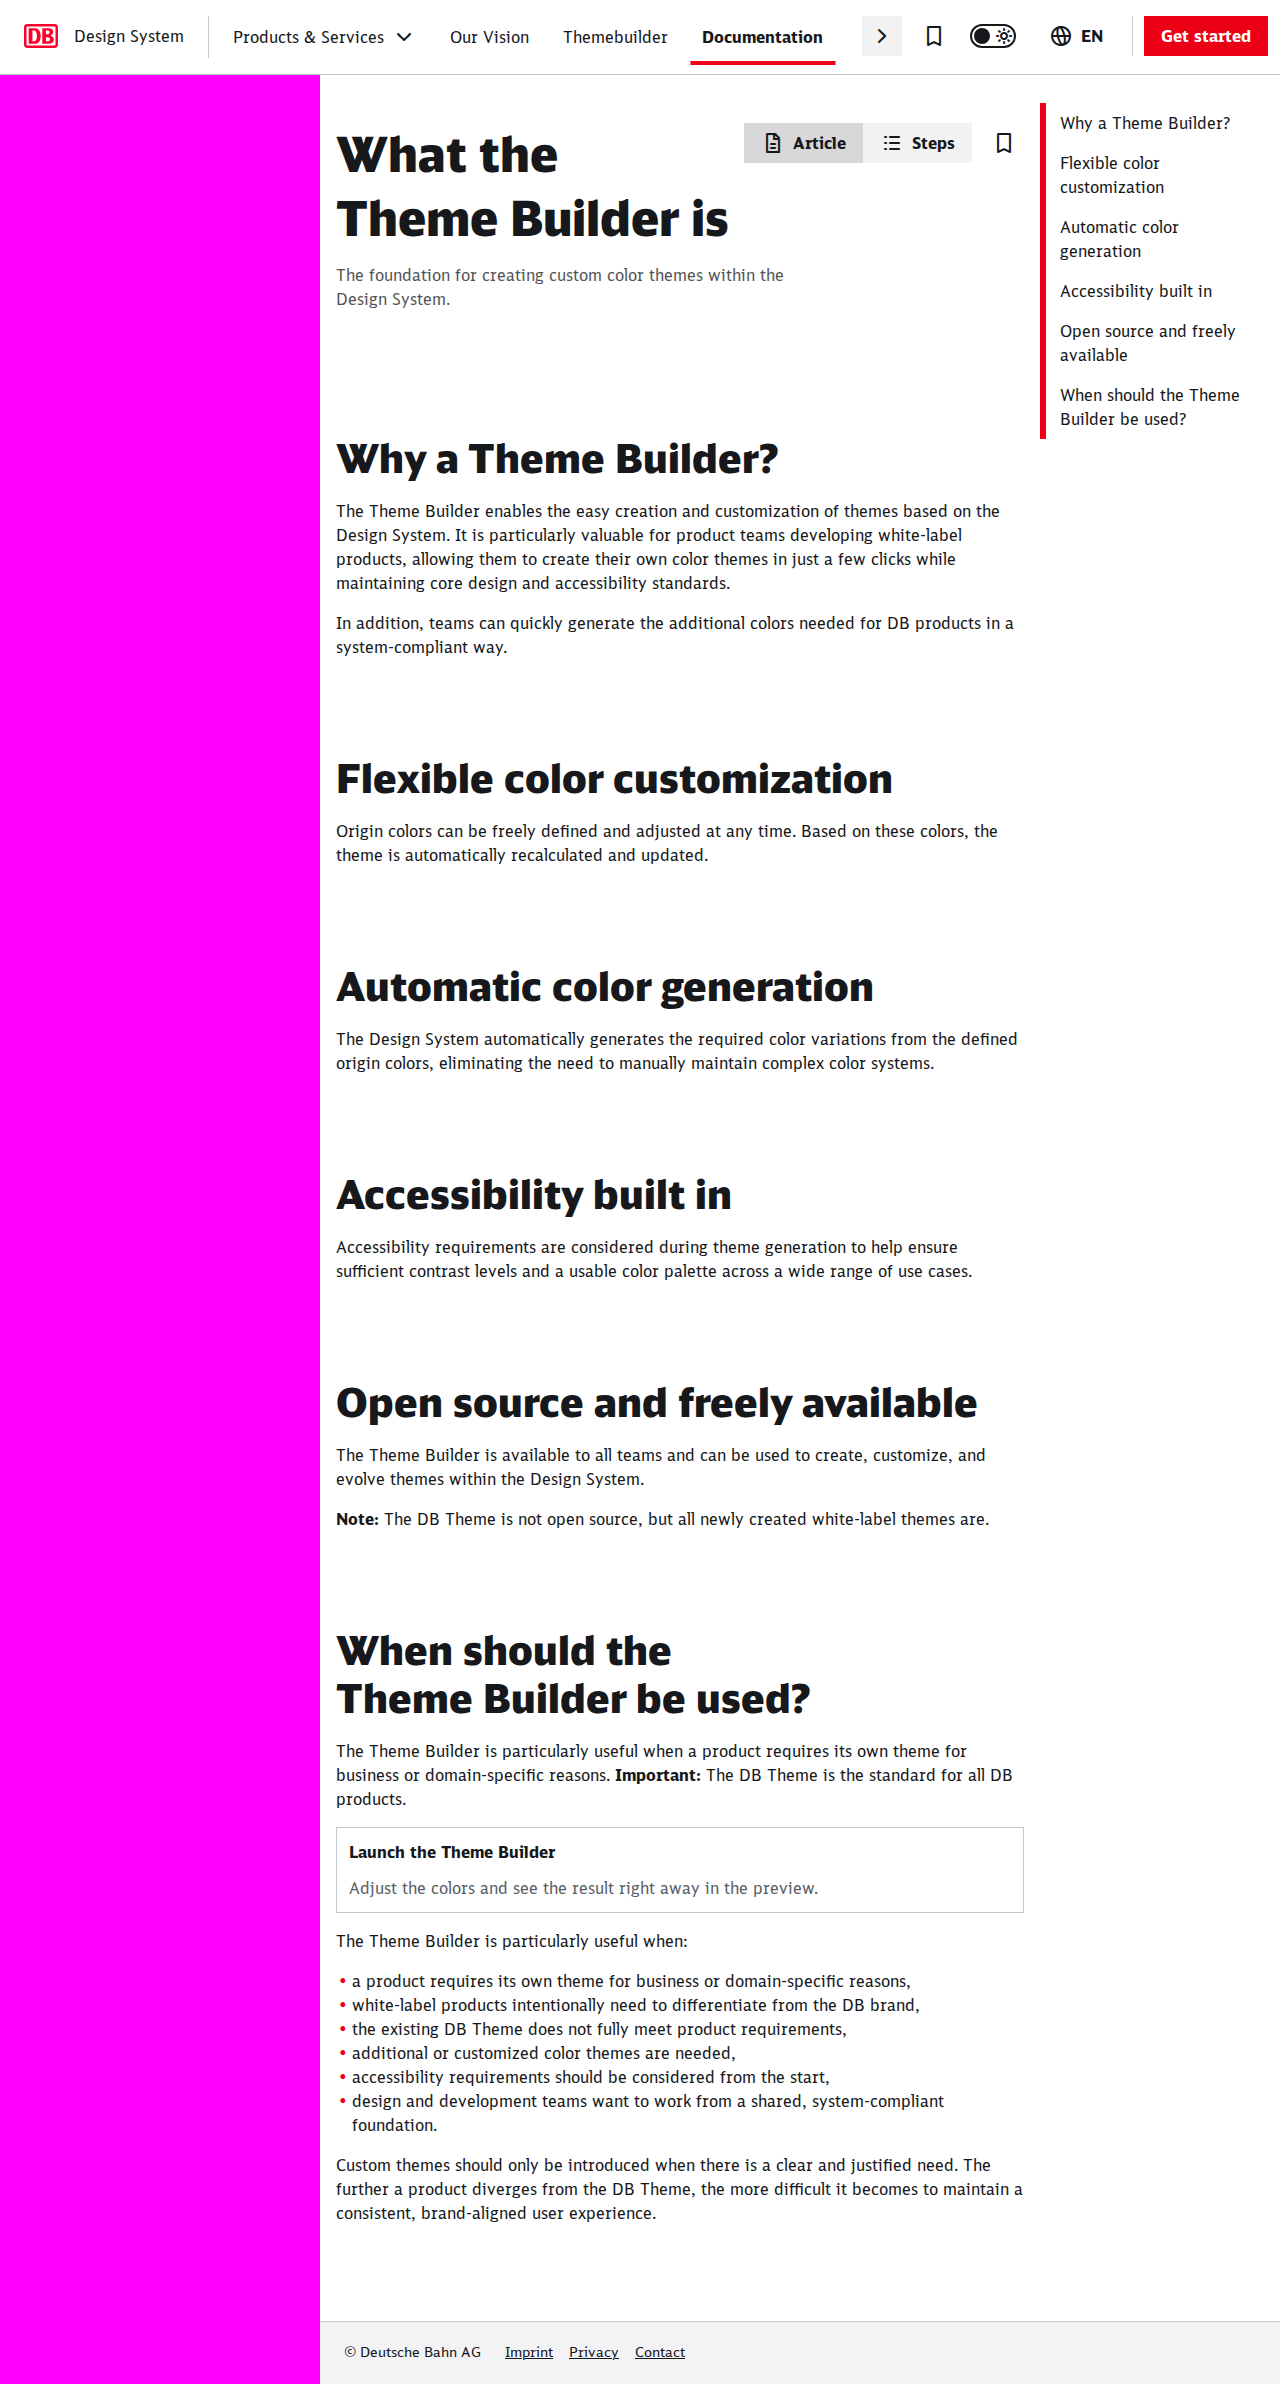 DB Design System Products & Services Our Vision Themebuilder Documentation EN Get started
What the
Theme Builder is
Article Steps
The foundation for creating custom color themes within the
Design System.
Why a Theme Builder?
Flexible color
customization
Automatic color
generation
Accessibility built in
Open source and freely
available
When should the Theme
Builder be used?
Why a Theme Builder?
The Theme Builder enables the easy creation and customization of themes based on the
Design System. It is particularly valuable for product teams developing white-label
products, allowing them to create their own color themes in just a few clicks while
maintaining core design and accessibility standards.
In addition, teams can quickly generate the additional colors needed for DB products in a
system-compliant way.
Flexible color customization
Origin colors can be freely defined and adjusted at any time. Based on these colors, the
theme is automatically recalculated and updated.
Automatic color generation
The Design System automatically generates the required color variations from the defined
origin colors, eliminating the need to manually maintain complex color systems.
Accessibility built in
Accessibility requirements are considered during theme generation to help ensure
sufficient contrast levels and a usable color palette across a wide range of use cases.
Open source and freely available
The Theme Builder is available to all teams and can be used to create, customize, and
evolve themes within the Design System.
Note: The DB Theme is not open source, but all newly created white-label themes are.
When should the
Theme Builder be used?
The Theme Builder is particularly useful when a product requires its own theme for
business or domain-specific reasons. Important: The DB Theme is the standard for all DB
products.
Launch the Theme Builder
Adjust the colors and see the result right away in the preview.
The Theme Builder is particularly useful when:
• a product requires its own theme for business or domain-specific reasons,
• white-label products intentionally need to differentiate from the DB brand,
• the existing DB Theme does not fully meet product requirements,
• additional or customized color themes are needed,
• accessibility requirements should be considered from the start,
• design and development teams want to work from a shared, system-compliant
foundation.
Custom themes should only be introduced when there is a clear and justified need. The
further a product diverges from the DB Theme, the more difficult it becomes to maintain a
consistent, brand-aligned user experience.
© Deutsche Bahn AG Imprint Privacy Contact